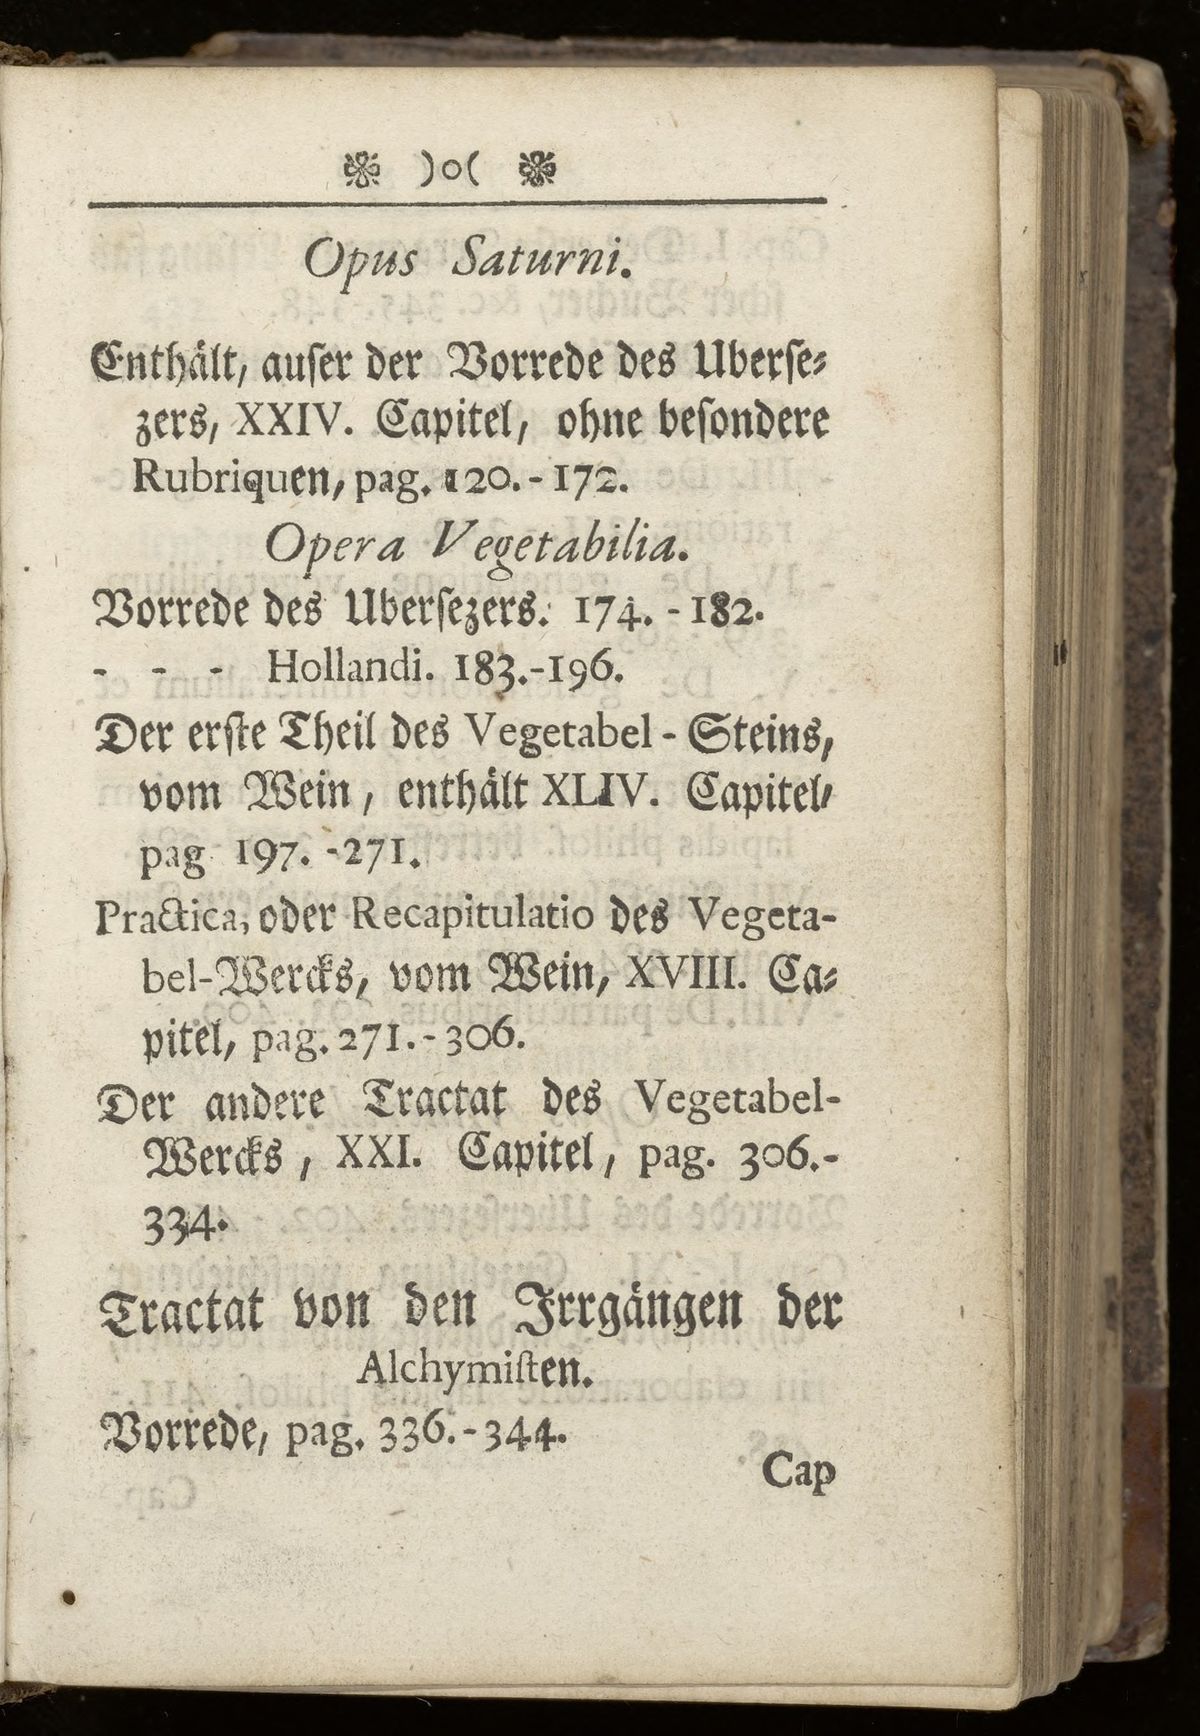 )o(
Opus Saturni.
Enthält, auser der Vorrede des Uberse-
zers, XXIV. Capitel, ohne besondere
Rubriquen, pag. 120.-172.
Opera Vegetabilia.
Vorrede des Ubersezers. 174. -182.
- - - Hollandi. 183.-196.
Der erste Theil des Vegetabel - Steins,
vom Wein, enthält XLIV. Capitel,
pag 197. -271.
Practica, oder Recapitulatio des Vegeta-
bel-Wercks, vom Wein, XVIII. Ca-
pitel, pag. 271.-306.
Der andere Tractat des Vegetabel-
Wercks, XXI. Capitel, pag. 306.-
334.
Tractat von den Irrgängen der
Alchymisten.
Vorrede, pag. 336.-344.
Cap